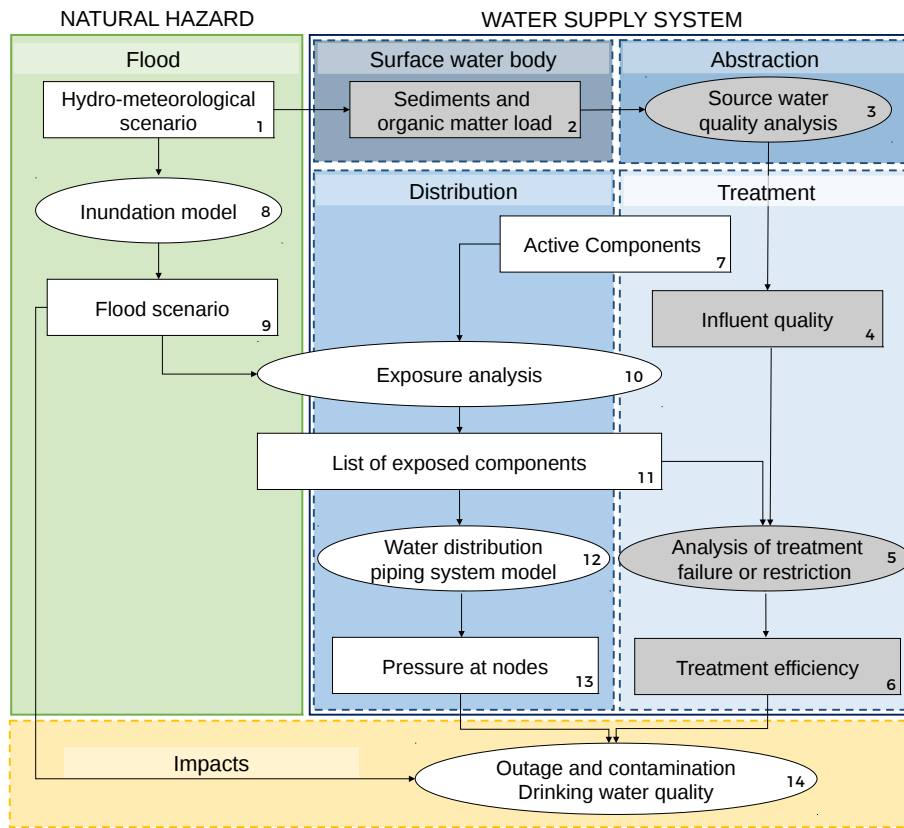 NATURAL HAZARD
WATER SUPPLY SYSTEM
Flood
Surface water body
Abstraction
Hydro-meteorological
scenario
1
Sediments and
organic matter load
2
Source water
quality analysis
3
Distribution
Treatment
Inundation model
8
Active Components
7
Flood scenario
9
Influent quality
4
Exposure analysis
10
List of exposed components
11
Water distribution
piping system model
12
Analysis of treatment
failure or restriction
5
Pressure at nodes
13
Treatment efficiency
6
Impacts
Outage and contamination
Drinking water quality
14